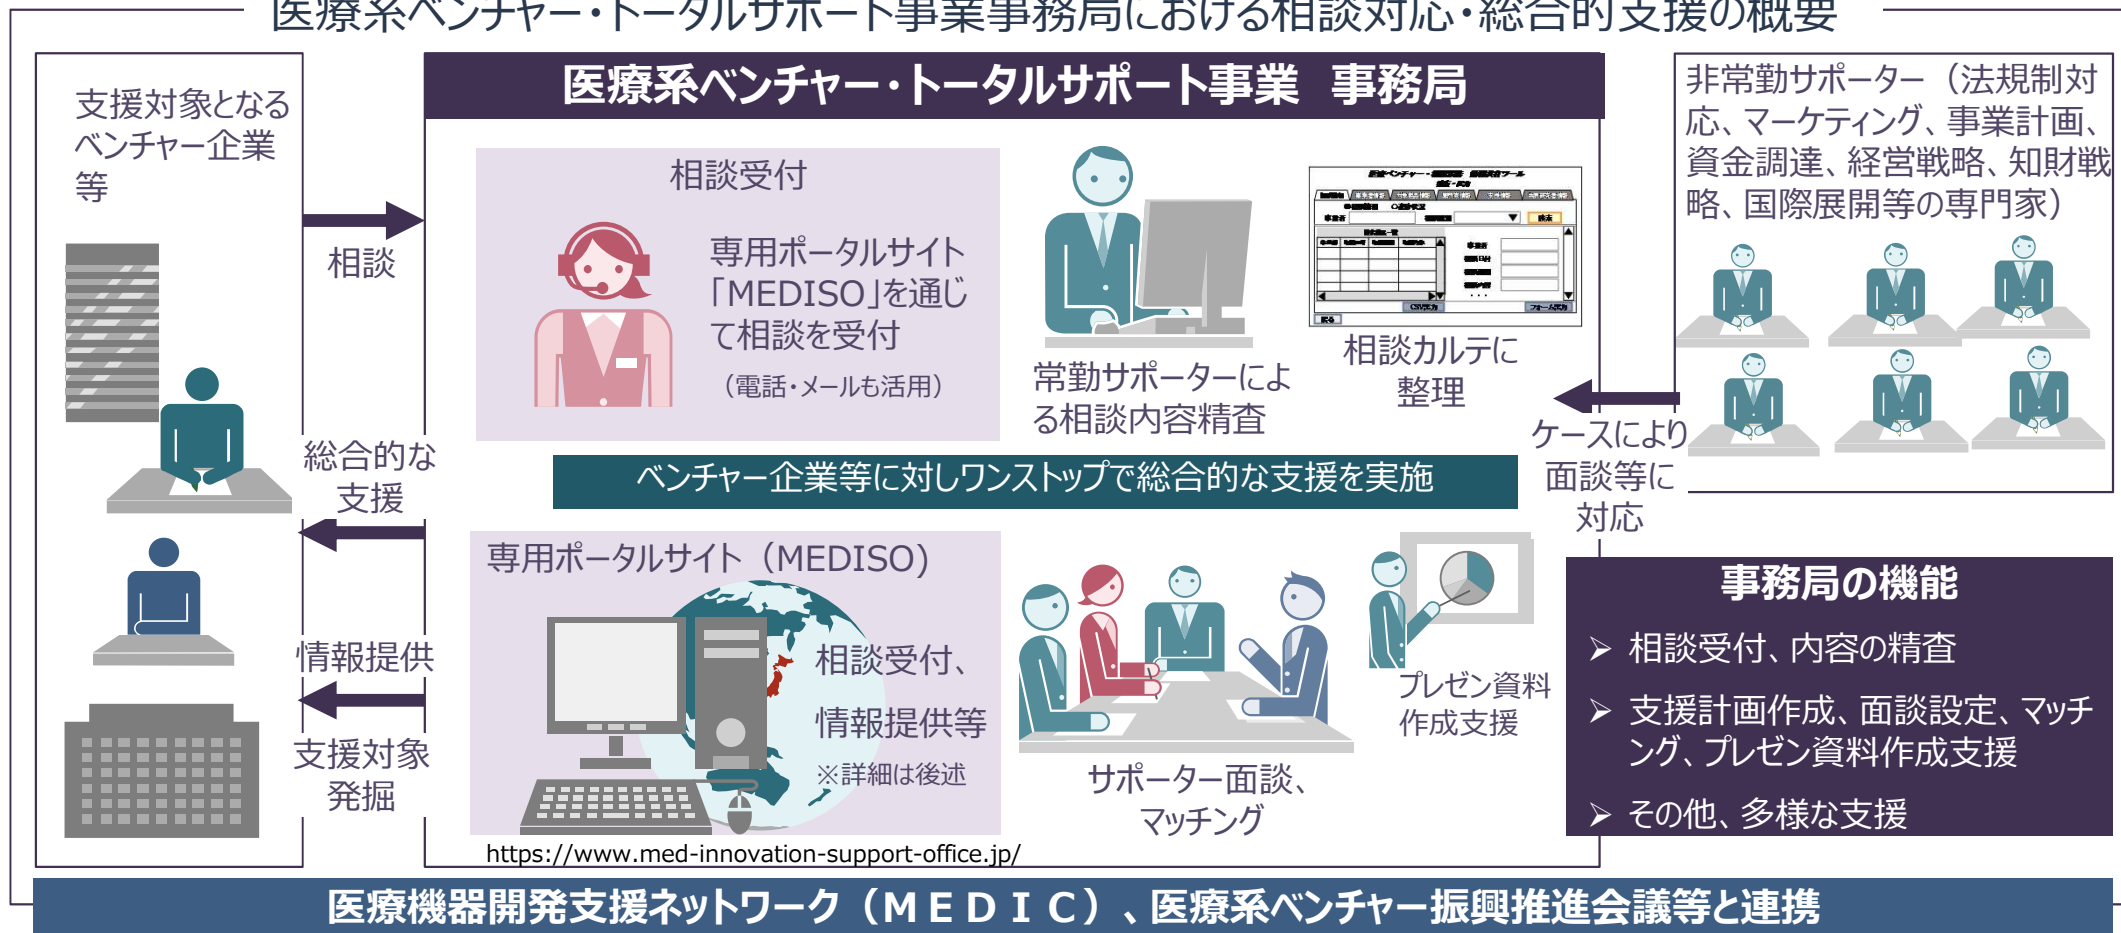 医療系ベンチャー・トータルサポート事業事務局における相談対応・総合的支援の概要
支援対象となる
ベンチャー企業
等
相談
総合的な
支援
情報提供
支援対象
発掘
医療系ベンチャー・トータルサポート事業　事務局
相談受付
専用ポータルサイト
「MEDISO」を通じ
て相談を受付
（電話・メールも活用）
常勤サポーターによ
る相談内容精査
相談カルテに
整理
ベンチャー企業等に対しワンストップで総合的な支援を実施
専用ポータルサイト（MEDISO）
相談受付、
情報提供等
※詳細は後述
https://www.med-innovation-support-office.jp/
サポーター面談、
マッチング
プレゼン資料
作成支援
非常勤サポーター（法規制対
応、マーケティング、事業計画、
資金調達、経営戦略、知財戦
略、国際展開等の専門家）
ケースにより
面談等に
対応
事務局の機能
➢ 相談受付、内容の精査
➢ 支援計画作成、面談設定、マッチ
ング、プレゼン資料作成支援
➢ その他、多様な支援
医療機器開発支援ネットワーク（ＭＥＤＩＣ）、医療系ベンチャー振興推進会議等と連携